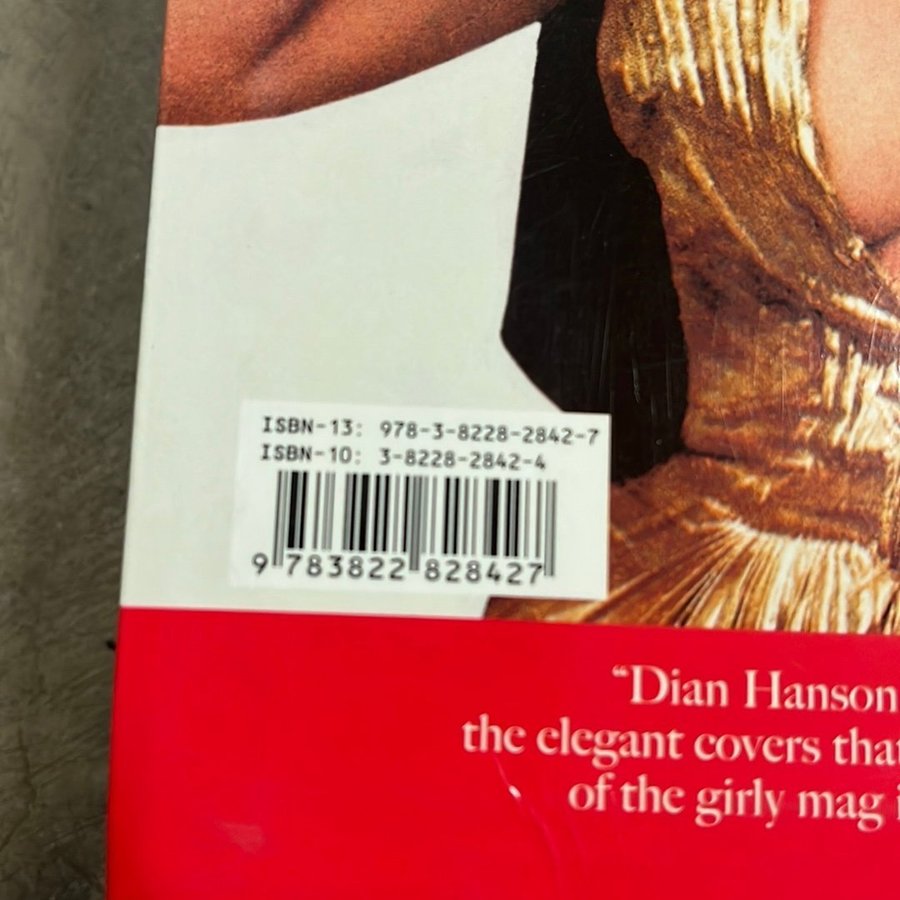 ISBN-13: 978-3-8228-2842-7
ISBN-10: 3-8228-2842-4
9 783822 828427
“Dian Hanson
the elegant covers that
of the girly mag i